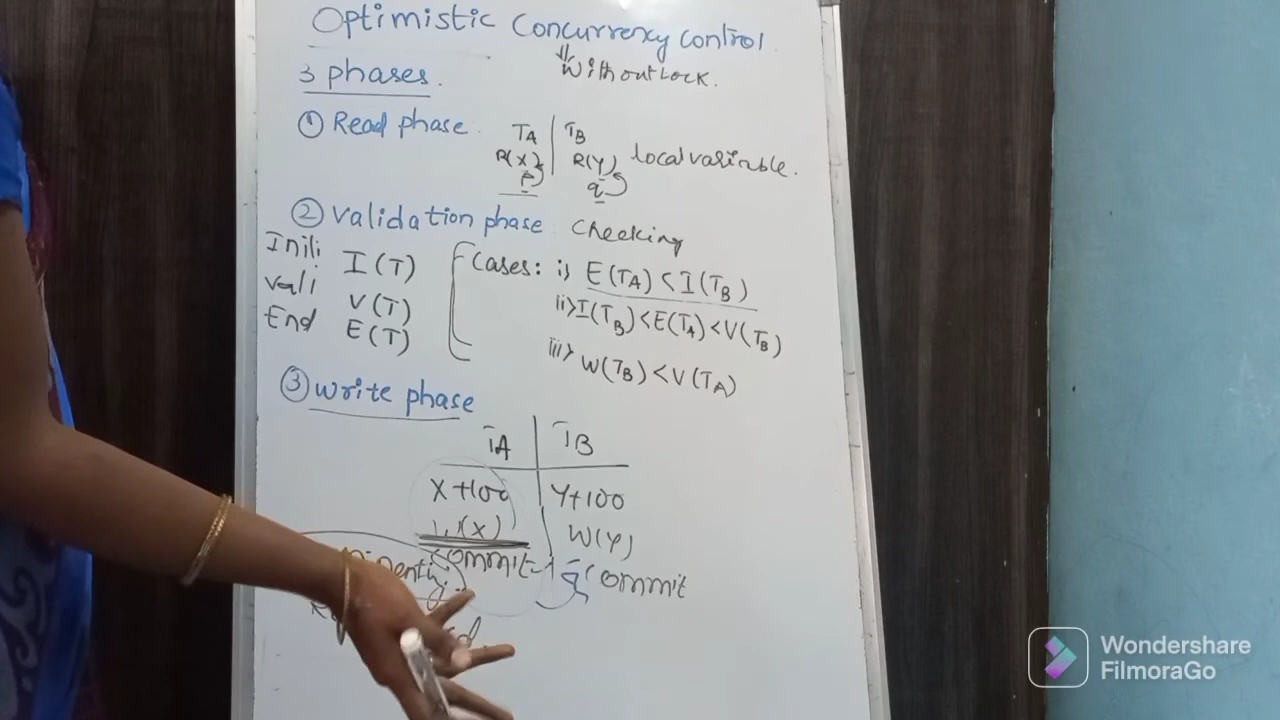 Optimistic Concurrency Control
⇓
Without Lock.
3 phases.
① Read phase
TA | TB
R(X) R(Y) local variable.
P q
② Validation phase checking
Inili I(T)
Vali V(T)
End E(T)
Cases: i) E(TA) < I(TB)
ii> I(TB) < E(TA) < V(TB)
iii> W(TB) < V(TA)
③ write phase
TA | TB
X+100 | Y+100
W(X) | W(Y)
commit
commit
Wondershare
FilmoraGo